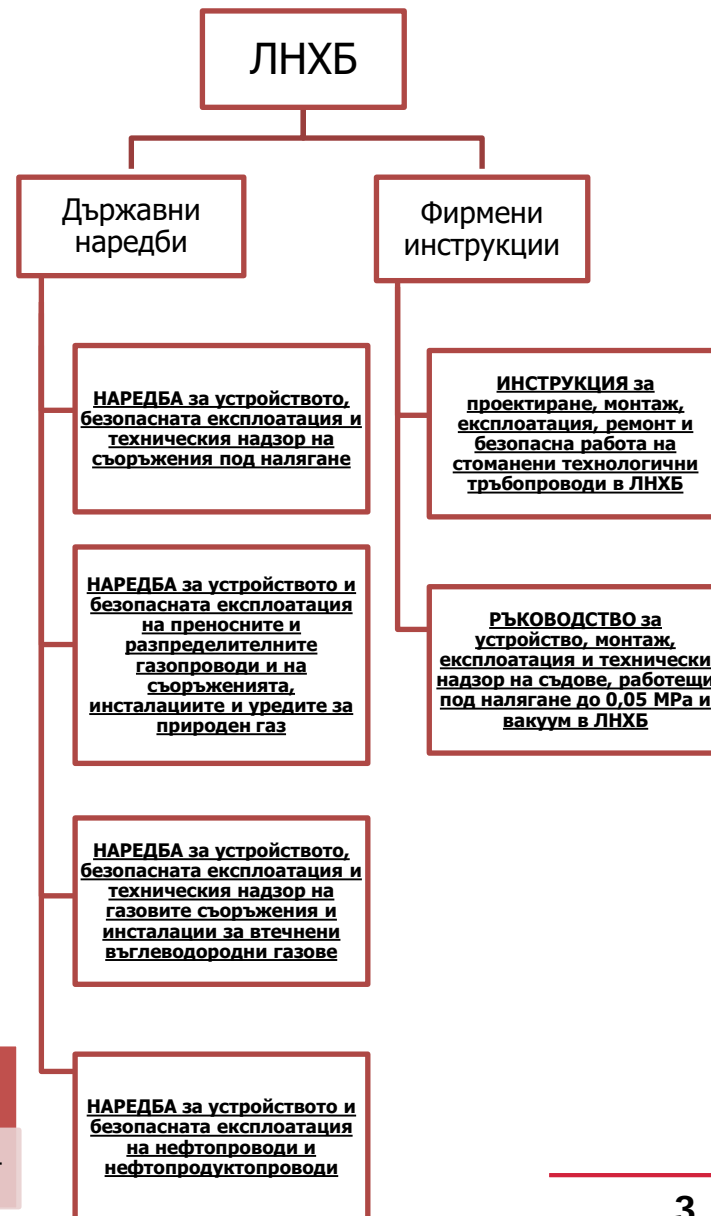 ЛНХБ
Държавни
наредби
Фирмени
инструкции
НАРЕДБА за устройството,
безопасната експлоатация и
техническия надзор на
съоръжения под налягане
НАРЕДБА за устройството и
безопасната експлоатация
на преносните и
разпределителните
газопроводи и на
съоръженията,
инсталациите и уредите за
природен газ
НАРЕДБА за устройството,
безопасната експлоатация и
техническия надзор на
газовите съоръжения и
инсталации за втечнени
въглеводородни газове
НАРЕДБА за устройството и
безопасната експлоатация
на нефтопроводи и
нефтопродуктопроводи
ИНСТРУКЦИЯ за
проектиране, монтаж,
експлоатация, ремонт и
безопасна работа на
стоманени технологични
тръбопроводи в ЛНХБ
РЪКОВОДСТВО за
устройство, монтаж,
експлоатация и технически
надзор на съдове, работещи
под налягане до 0,05 MPa и
вакуум в ЛНХБ
3